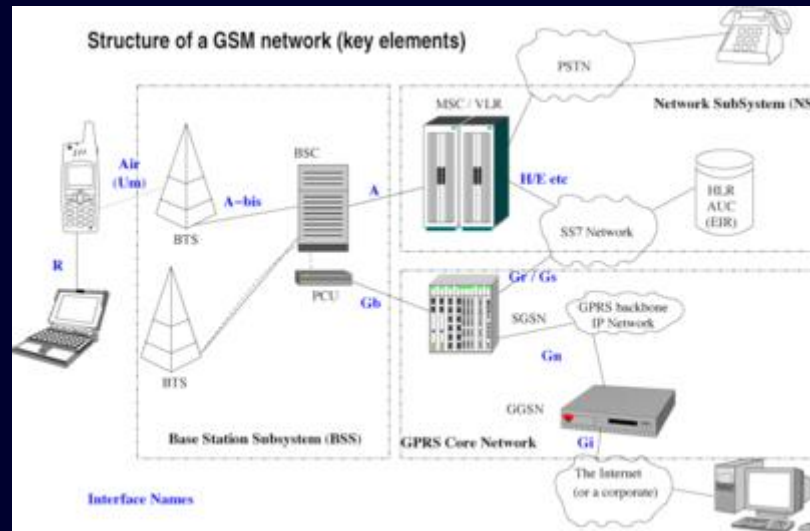 Structure of a GSM network (key elements)
PSTN
MSC / VLR
Network SubSystem (NS
BSC
Air
(Um)
A-bis
A
H/E etc
HLR
AUC
(EIR)
BTS
SS7 Network
R
PCU
Gb
Gr / Gs
SGSN
GPRS backbone
IP Network
Gn
BTS
GGSN
Base Station Subsystem (BSS)
GPRS Core Network
Gi
The Internet
(or a corporate)
Interface Names